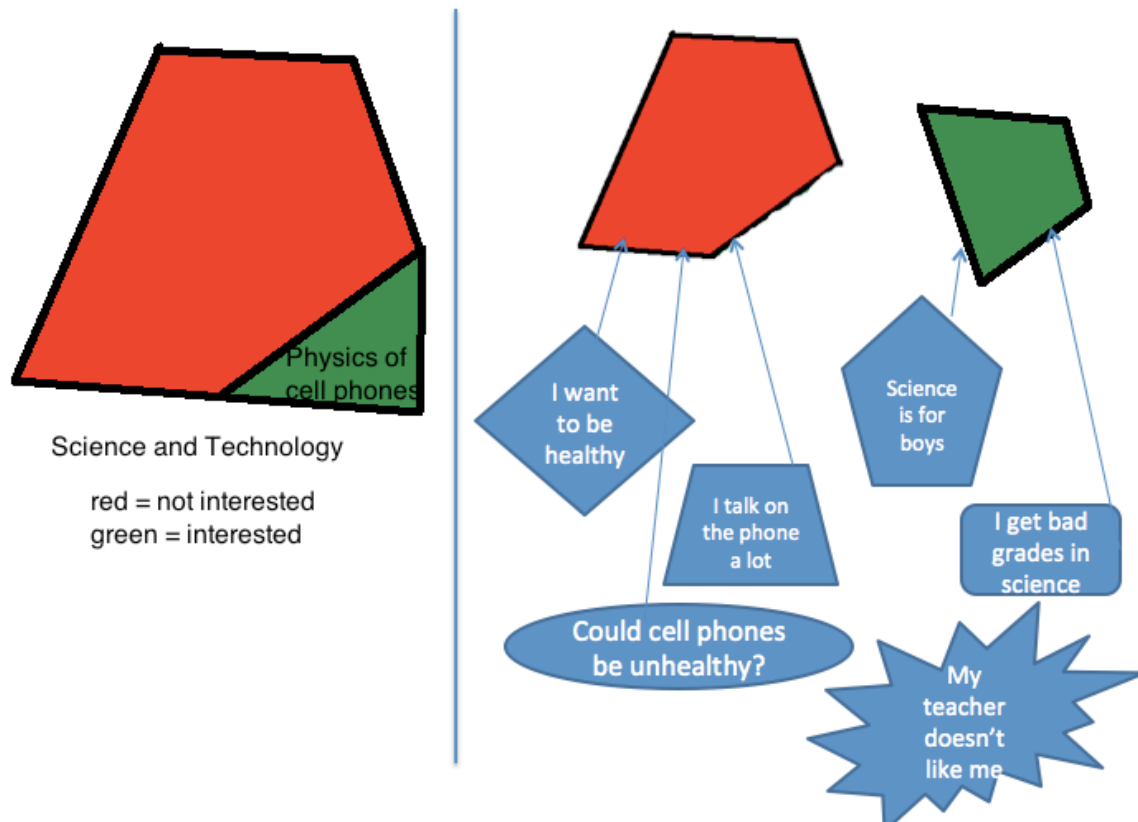 Physics of
cell phones
Science and Technology
red = not interested
green = interested
I want
to be
healthy
I talk on
the phone
a lot
Could cell phones
be unhealthy?
Science
is for
boys
I get bad
grades in
science
My
teacher
doesn't
like me